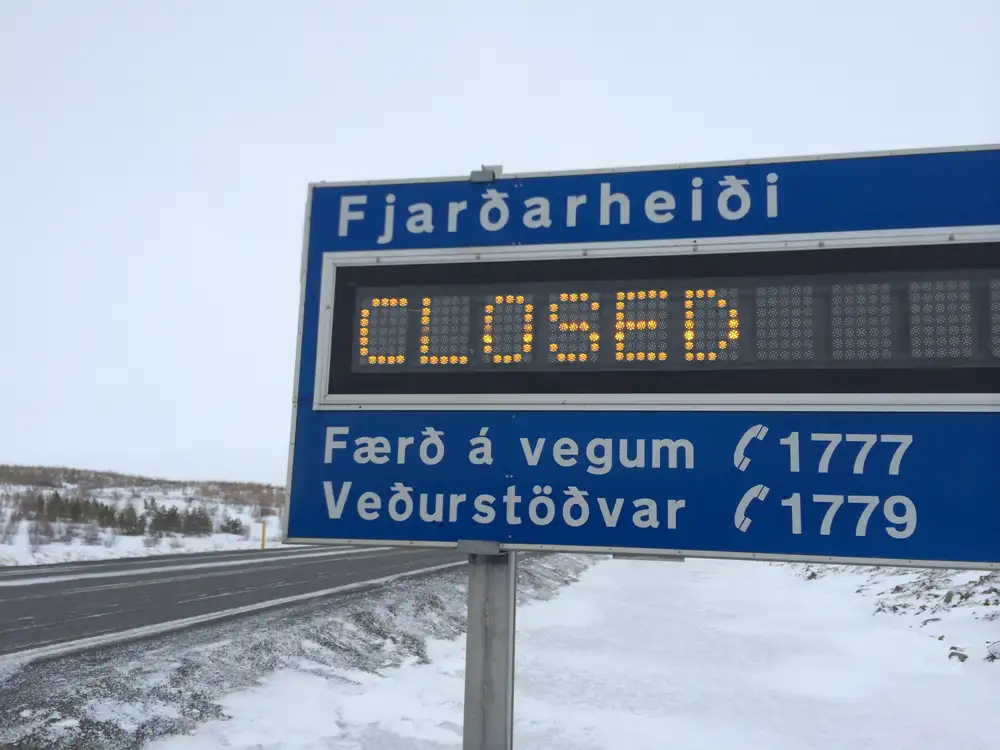 Fjarðarheiði
CLOSED
Færð á vegum 1777
Veðurstöðvar 1779